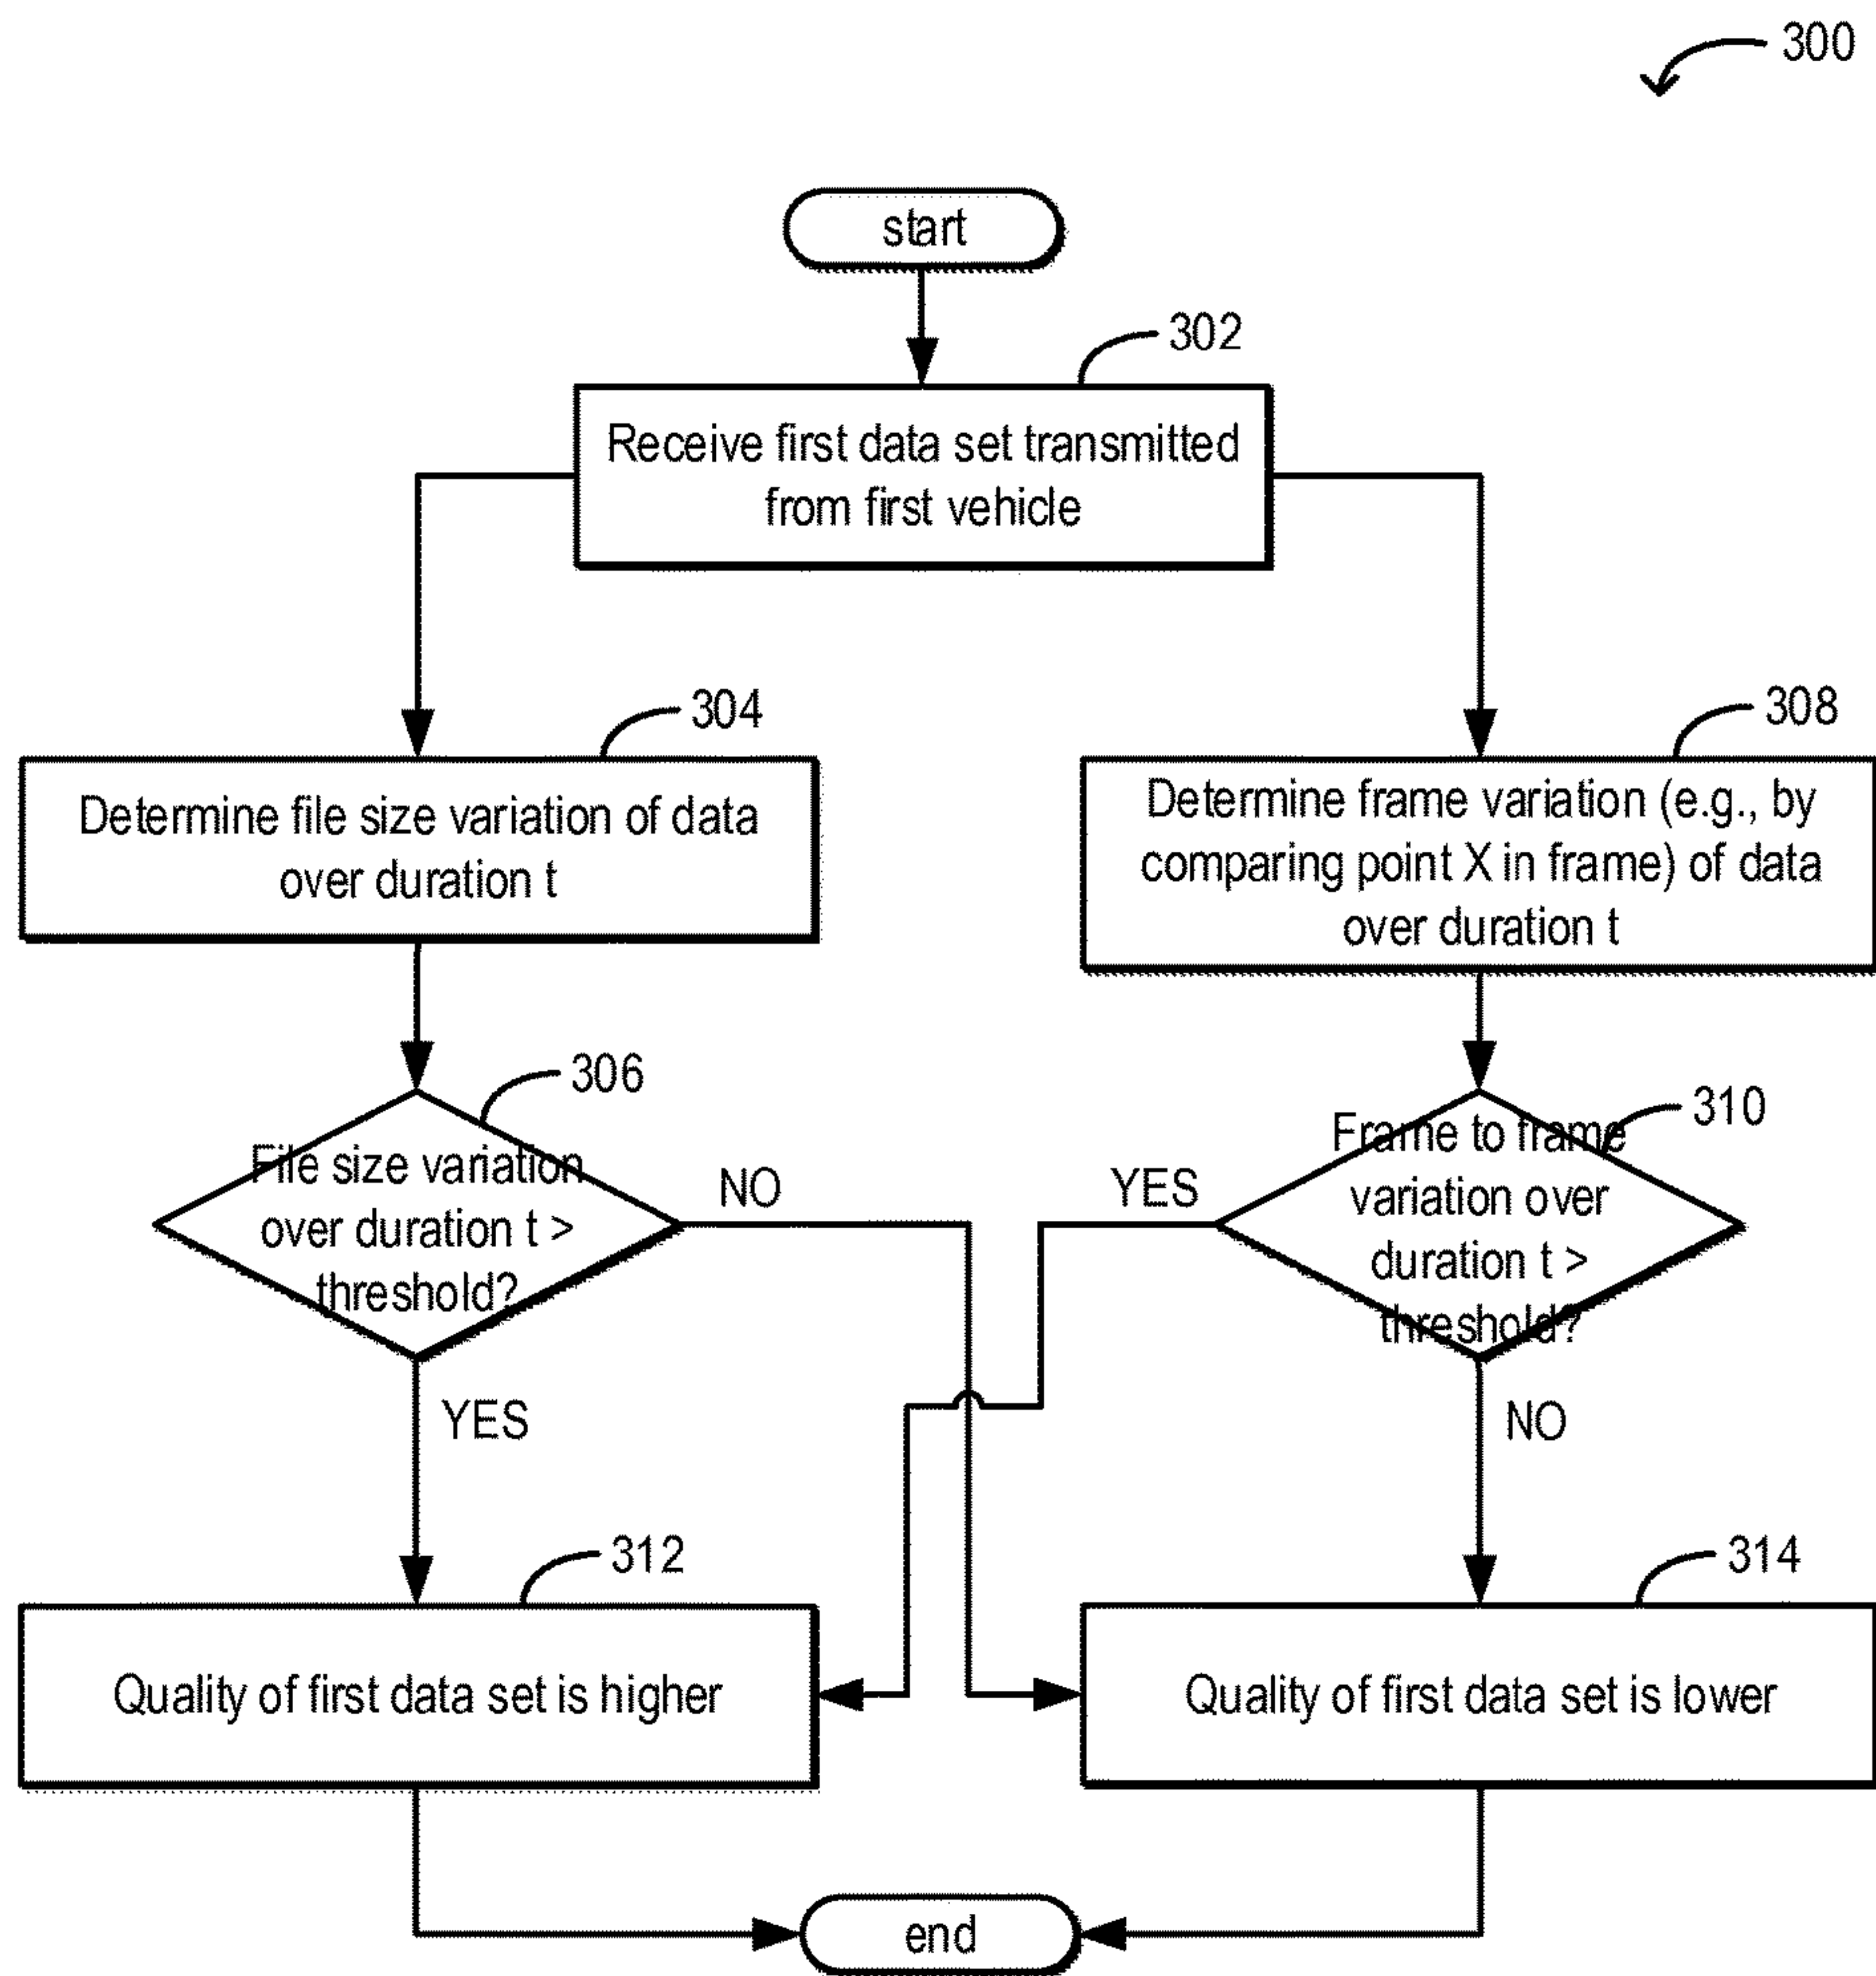 300
start
302
Receive first data set transmitted
from first vehicle
304
Determine file size variation of data
over duration t
308
Determine frame variation (e.g., by
comparing point X in frame) of data
over duration t
306
File size variation
over duration t >
threshold?
NO
YES
310
Frame to frame
variation over
duration t >
threshold?
YES
NO
312
Quality of first data set is higher
314
Quality of first data set is lower
end